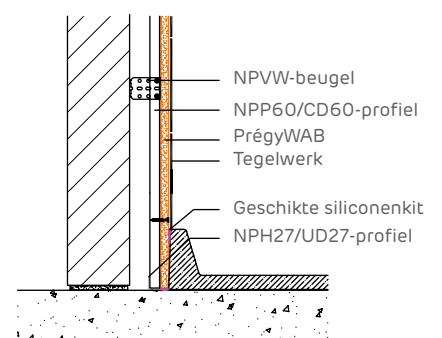 NPVW-beugel
NPP60/CD60-profiel
PrégyWAB
Tegelwerk
Geschikte siliconenkit
NPH27/UD27-profiel